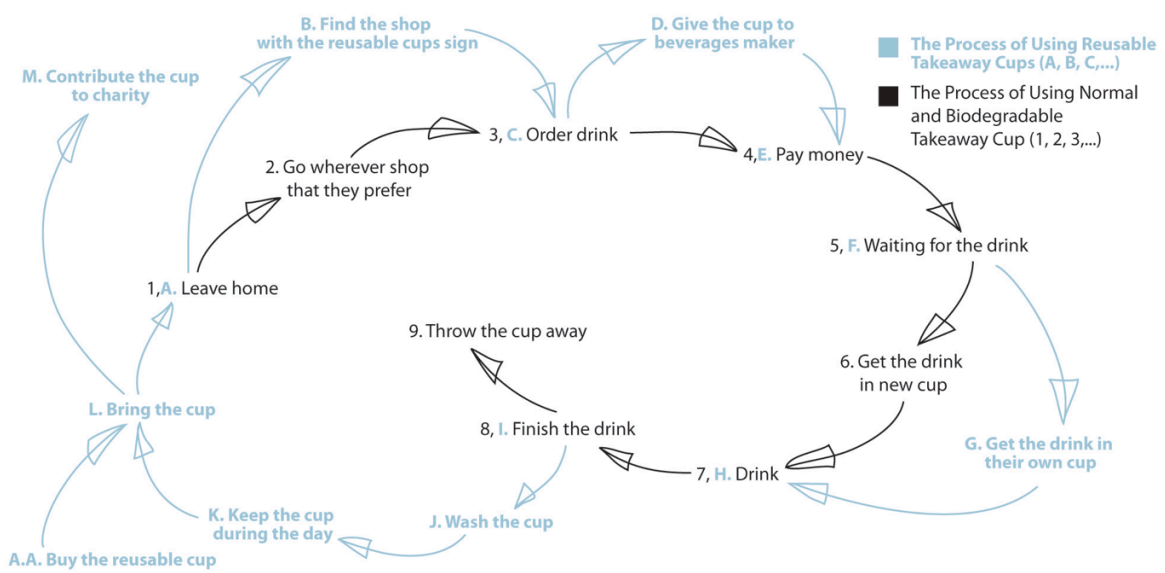 B. Find the shop
with the reusable cups sign
D. Give the cup to
beverages maker
The Process of Using Reusable
Takeaway Cups (A, B, C,...)
The Process of Using Normal
and Biodegradable
Takeaway Cup (1, 2, 3,...)
M. Contribute the cup
to charity
3, C. Order drink
4,E. Pay money
2. Go wherever shop
that they prefer
5, F. Waiting for the drink
1,A. Leave home
9. Throw the cup away
6. Get the drink
in new cup
L. Bring the cup
8, I. Finish the drink
G. Get the drink in
their own cup
7, H. Drink
K. Keep the cup
during the day
J. Wash the cup
A.A. Buy the reusable cup